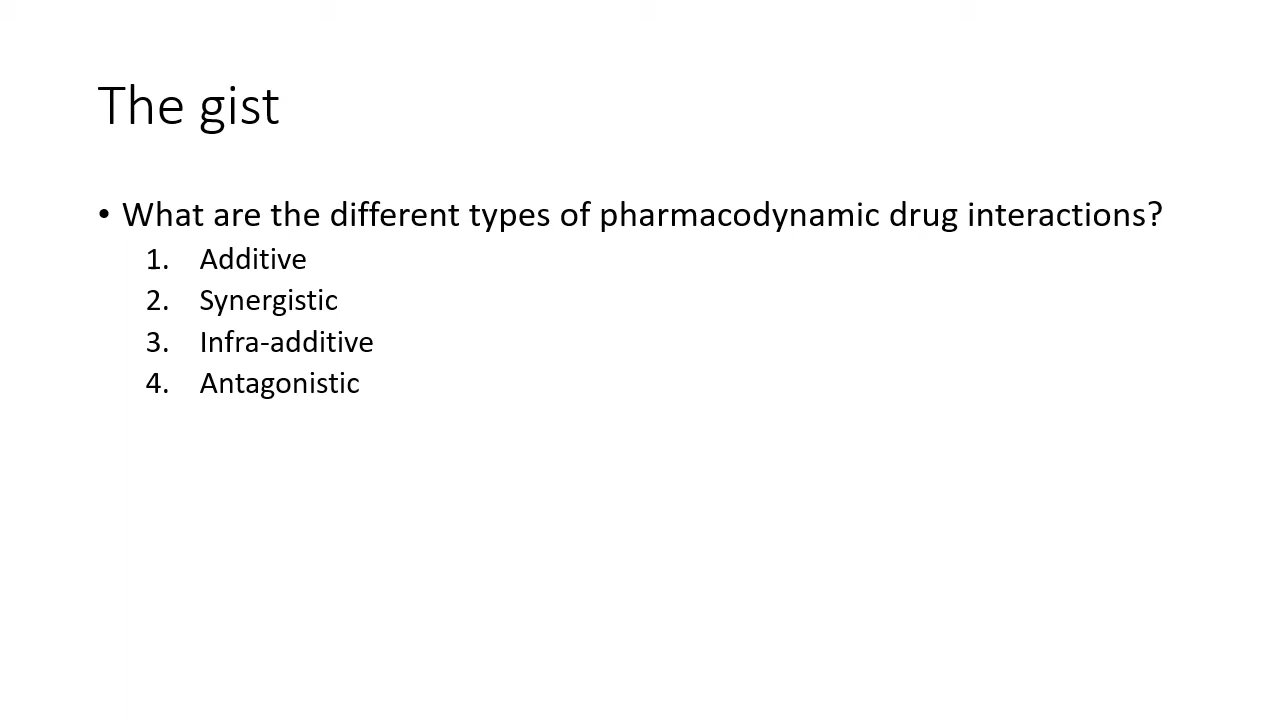 The gist
• What are the different types of pharmacodynamic drug interactions?
1. Additive
2. Synergistic
3. Infra-additive
4. Antagonistic